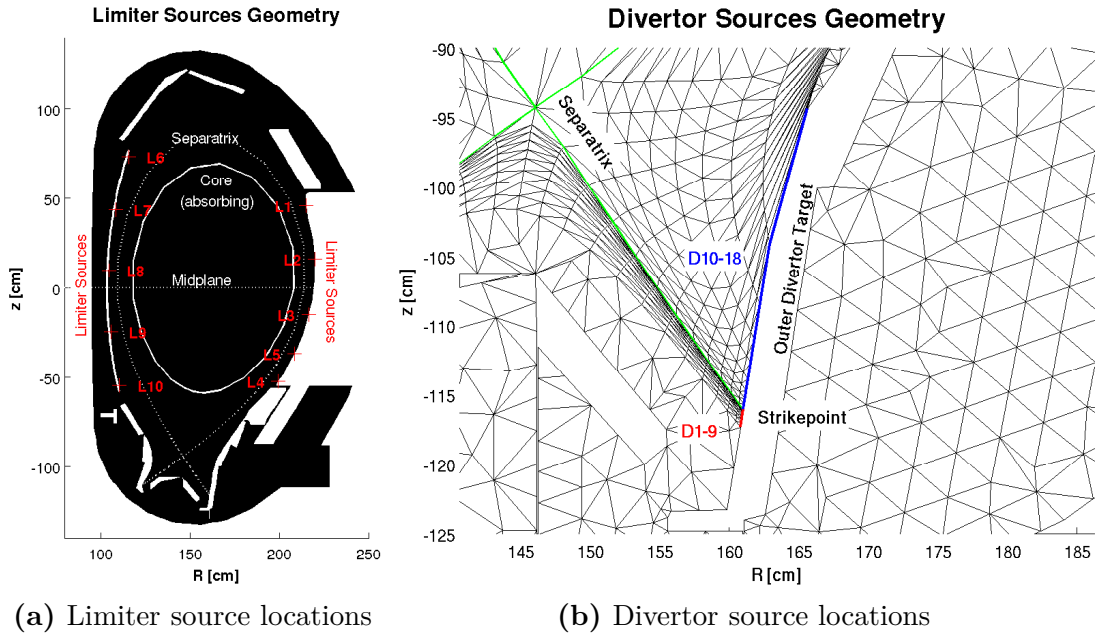 Limiter Sources Geometry
100
50
0
-50
-100
z [cm]
100
150
200
250
R [cm]
Separatrix
Core
(absorbing)
Midplane
Limiter Sources
Limiter Sources
L6
L7
L8
L9
L10
L1
L2
L3
L5
L4
(a) Limiter source locations
Divertor Sources Geometry
-90
-95
-100
-105
-110
-115
-120
-125
z [cm]
145
150
155
160
165
170
175
180
185
R [cm]
Separatrix
D10-18
Outer Divertor Target
D1-9
Strikepoint
(b) Divertor source locations